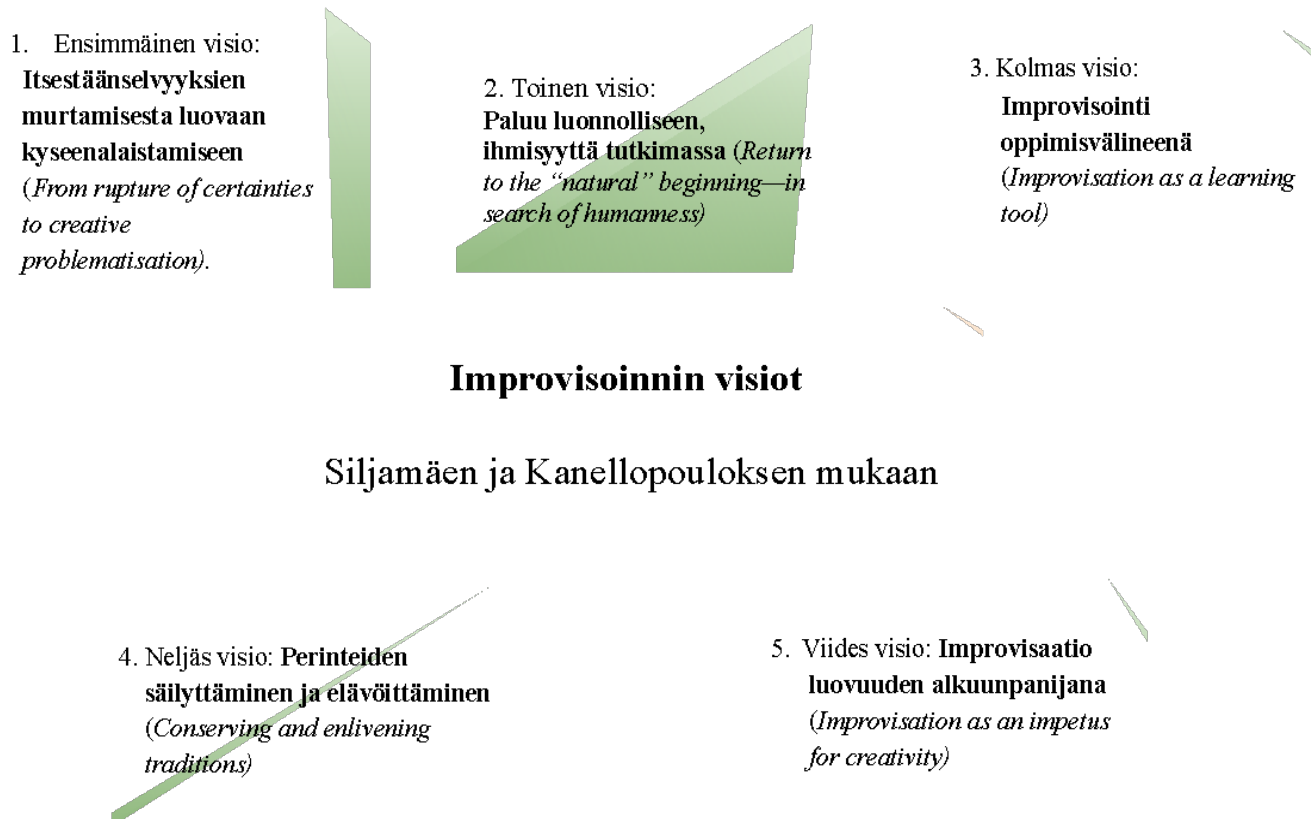 1. Ensimmäinen visio:
Itsestäänselvyyksien
murtamisesta luovaan
kyseenalaistamiseen
(From rupture of certainties
to creative
problematisation).
2. Toinen visio:
Paluu luonnolliseen,
ihmisyyttä tutkimassa (Return
to the “natural” beginning—in
search of humanness)
3. Kolmas visio:
Improvisointi
oppimisvälineenä
(Improvisation as a learning
tool)
Improvisoinnin visiot
Siljamäen ja Kanellopouloksen mukaan
4. Neljäs visio: Perinteiden
säilyttäminen ja elävöittäminen
(Conserving and enlivening
traditions)
5. Viides visio: Improvisaatio
luovuuden alkuunpanijana
(Improvisation as an impetus
for creativity)